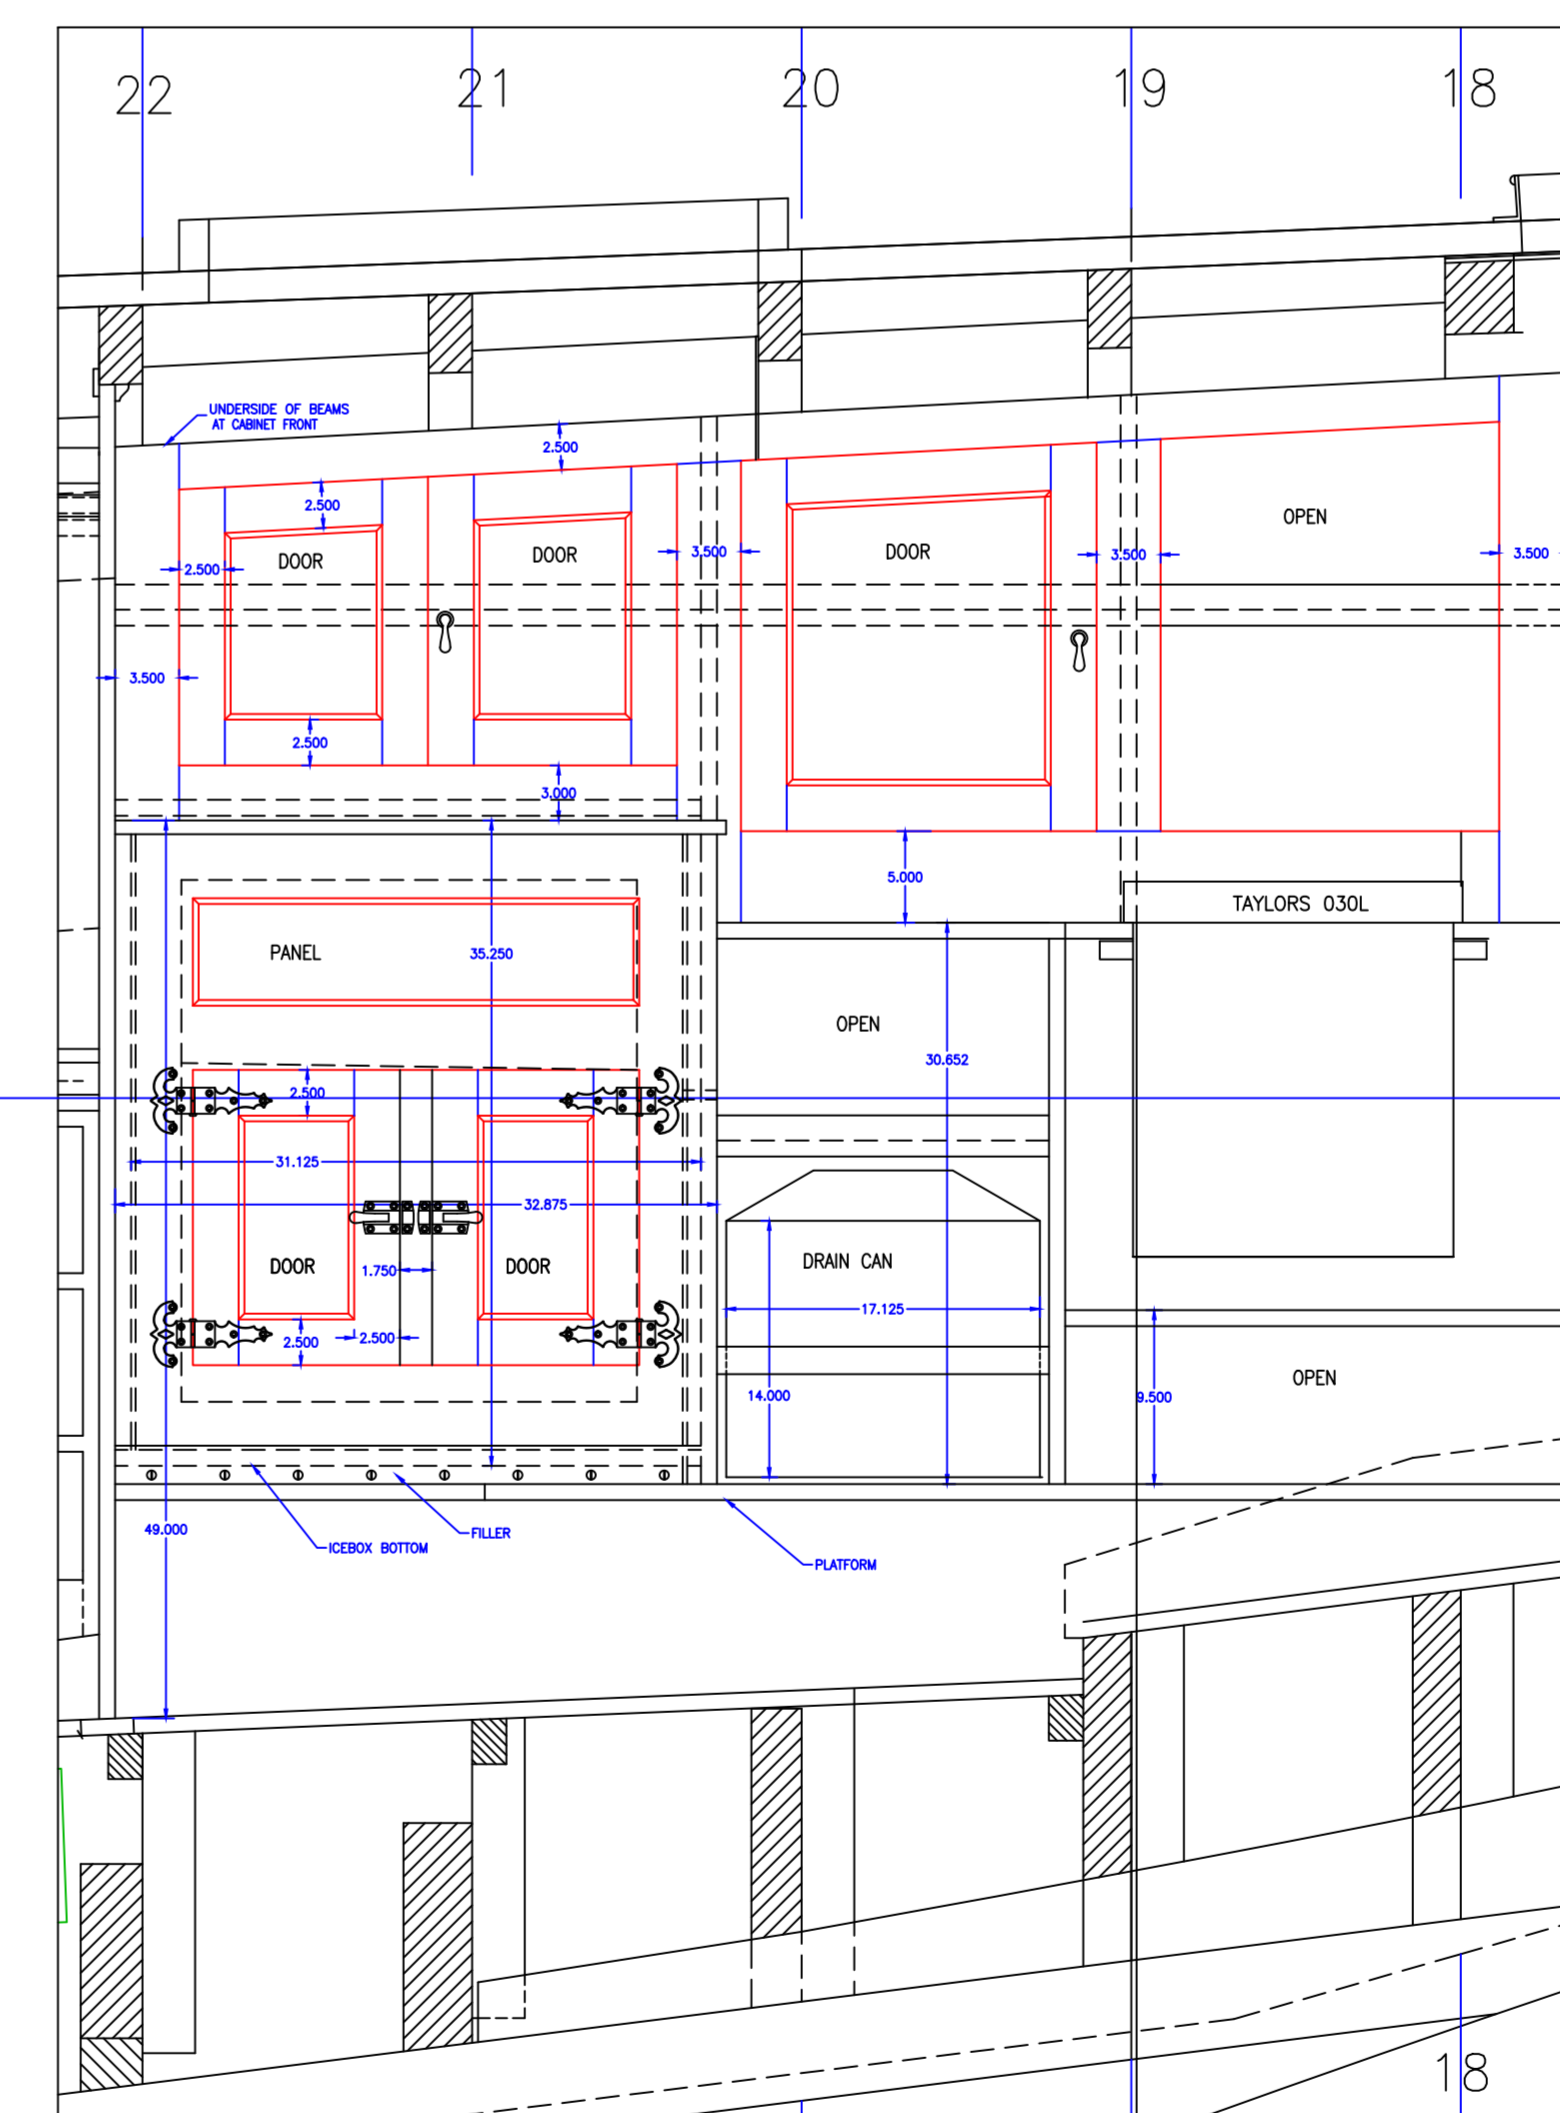 22
21
20
19
18
UNDERSIDE OF BEAMS
AT CABINET FRONT
2.500
2.500
OPEN
DOOR
DOOR
DOOR
3.500
3.500
3.500
2.500
3.500
2.500
3.000
5.000
TAYLORS 030L
PANEL
35.250
OPEN
30.652
2.500
31.125
32.875
DOOR
DOOR
1.750
DRAIN CAN
17.125
2.500
2.500
14.000
9.500
OPEN
49.000
FILLER
ICEBOX BOTTOM
PLATFORM
18